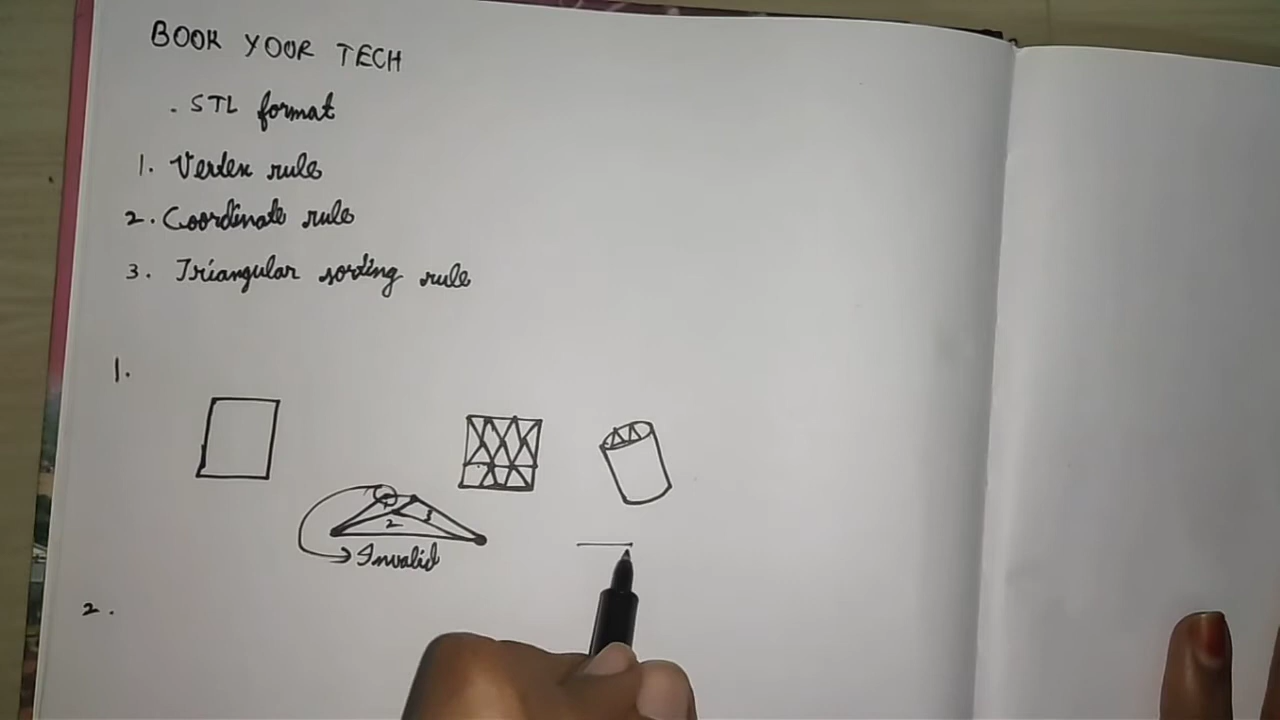 BOOK YOUR TECH
. STL format
1. Vertex rule
2. Coordinate rule
3. Triangular sorting rule
1.
2 3
Invalid
2.